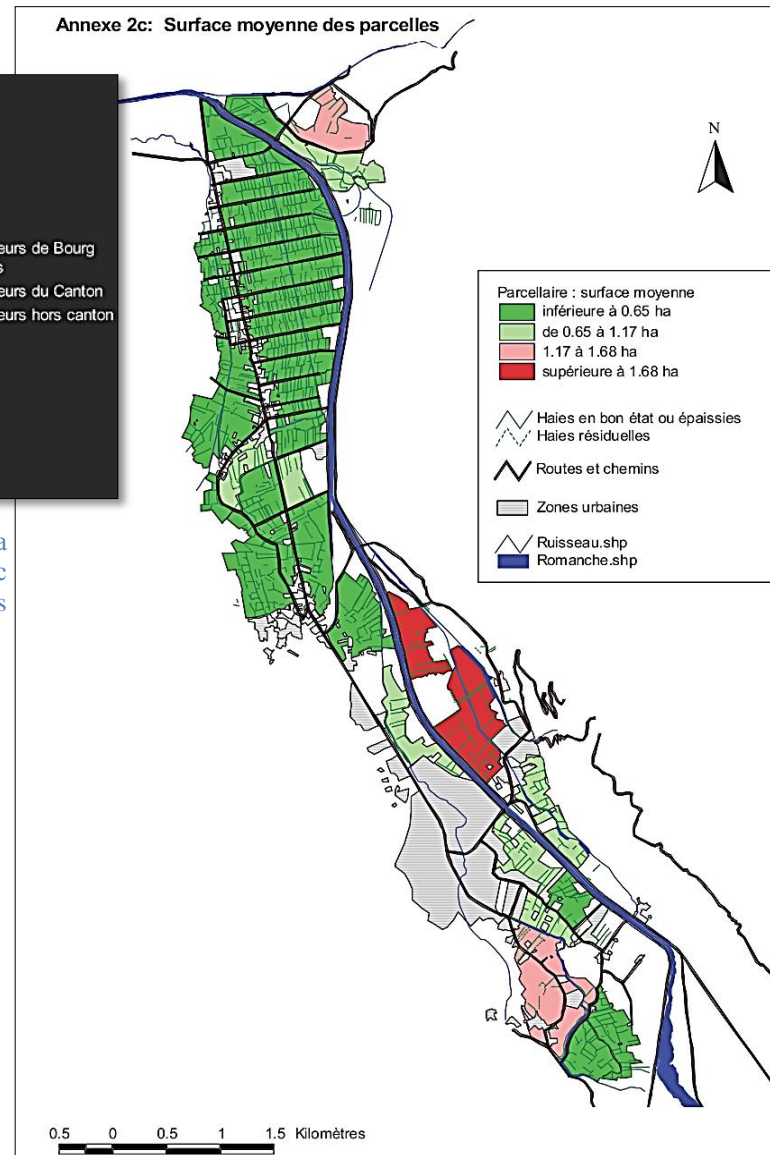 Annexe 2c: Surface moyenne des parcelles
eurs de Bourg
s
eurs du Canton
eurs hors canton
a
c
s
N
Parcellaire : surface moyenne
inférieure à 0.65 ha
de 0.65 à 1.17 ha
1.17 à 1.68 ha
supérieure à 1.68 ha
Haies en bon état ou épaissies
Haies résiduelles
Routes et chemins
Zones urbaines
Ruisseau.shp
Romanche.shp
0.5 0 0.5 1 1.5 Kilomètres